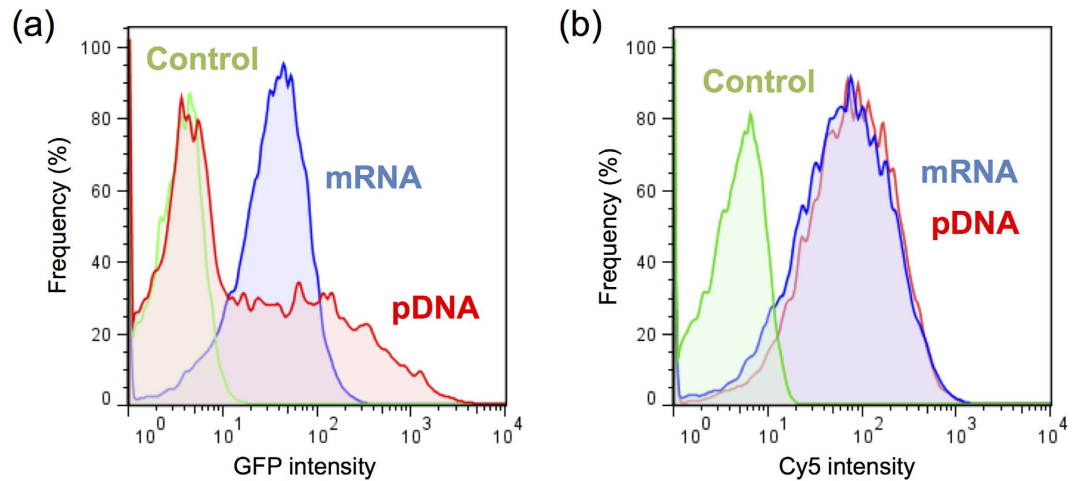 (a)
Control
mRNA
pDNA
Frequency (%)
100
80
60
40
20
0
10^0 10^1 10^2 10^3 10^4
GFP intensity
(b)
Control
mRNA
pDNA
Frequency (%)
100
80
60
40
20
0
10^0 10^1 10^2 10^3 10^4
Cy5 intensity